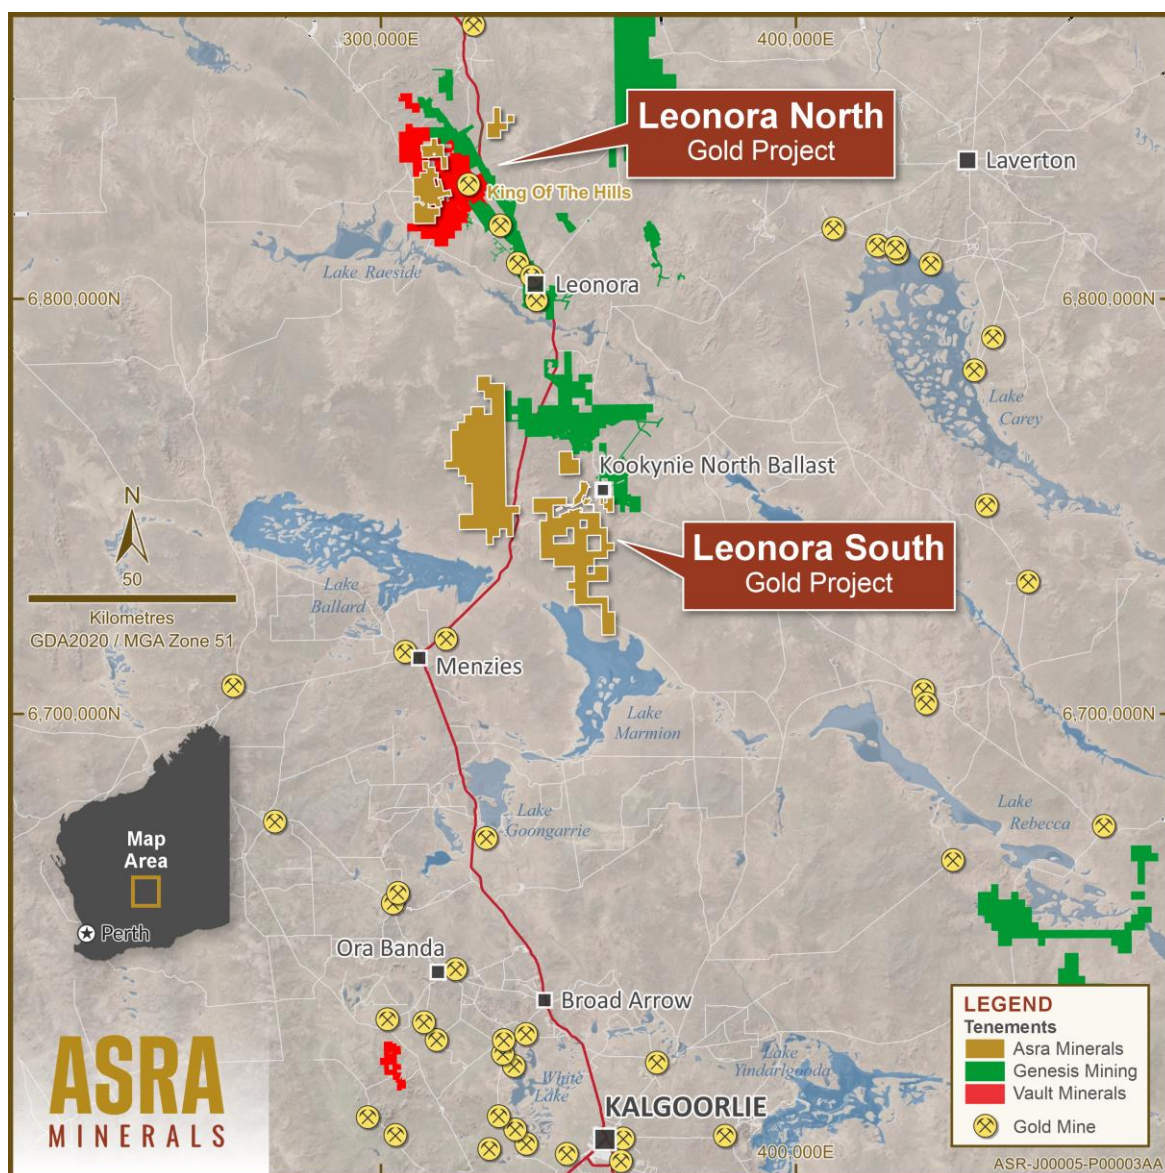 300,000E
400,000E
Leonora North
Gold Project
Laverton
King Of The Hills
Lake Raeside
Leonora
6,800,000N
6,800,000N
Lake
Carey
Kookynie North Ballast
N
50
Kilometres
GDA2020 / MGA Zone 51
Leonora South
Gold Project
Lake
Ballard
Menzies
6,700,000N
6,700,000N
Lake
Marmion
Lake
Goongarrie
Lake
Rebecca
Map
Area
Perth
Ora Banda
Broad Arrow
White
Lake
Lake
Yindarlgooda
KALGOORLIE
400,000E
ASRA
MINERALS
LEGEND
Tenements
Asra Minerals
Genesis Mining
Vault Minerals
Gold Mine
ASR-J00005-P00003AA